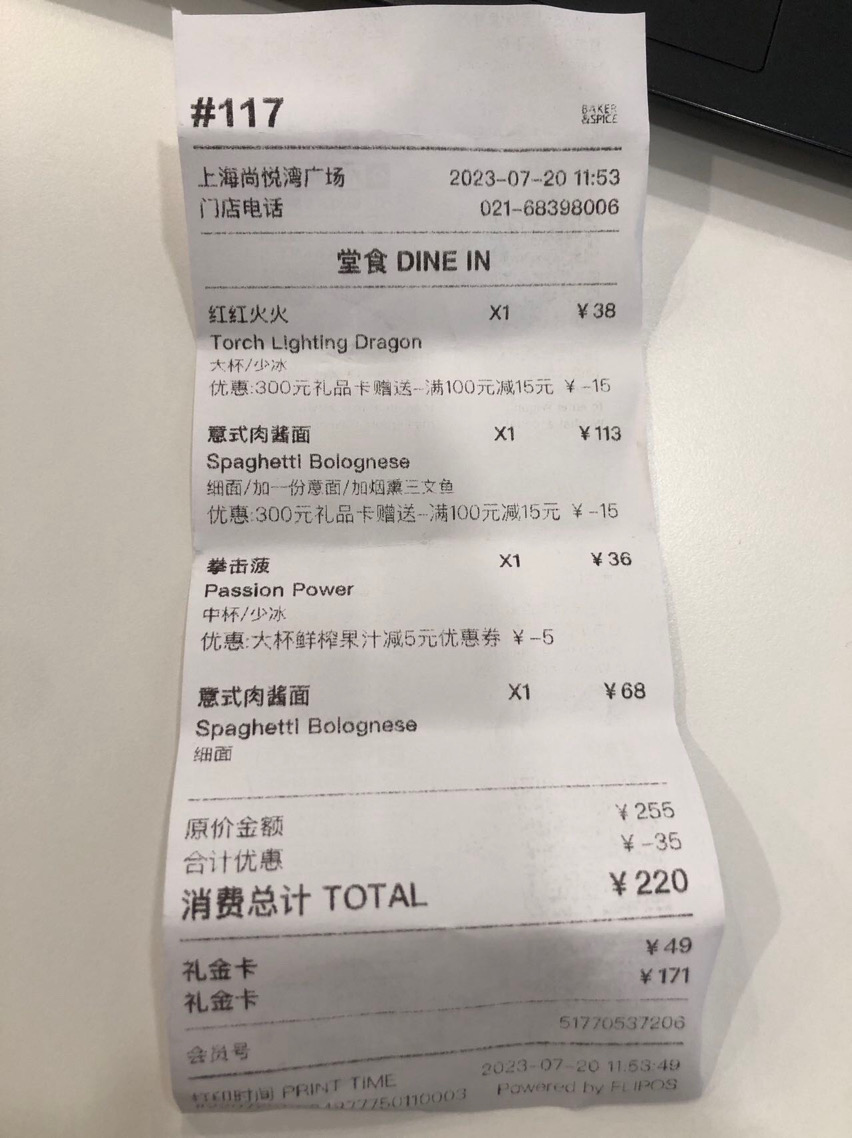 #117
BAKER
&SPICE
上海尚悦湾广场 2023-07-20 11:53
门店电话 021-68398006
堂食 DINE IN
红红火火 X1 ¥38
Torch Lighting Dragon
大杯/少冰
优惠:300元礼品卡赠送-满100元减15元 ¥-15
意式肉酱面 X1 ¥113
Spaghetti Bolognese
细面/加一份意面/加烟熏三文鱼
优惠:300元礼品卡赠送-满100元减15元 ¥-15
拳击菠 X1 ¥36
Passion Power
中杯/少冰
优惠:大杯鲜榨果汁减5元优惠券 ¥-5
意式肉酱面 X1 ¥68
Spaghetti Bolognese
细面
原价金额 ¥255
合计优惠 ¥-35
消费总计 TOTAL ¥220
礼金卡 ¥49
礼金卡 ¥171
会员号 51770537206
打印时间 PRINT TIME 2023-07-20 11:53:49
Powered by FLIPOS